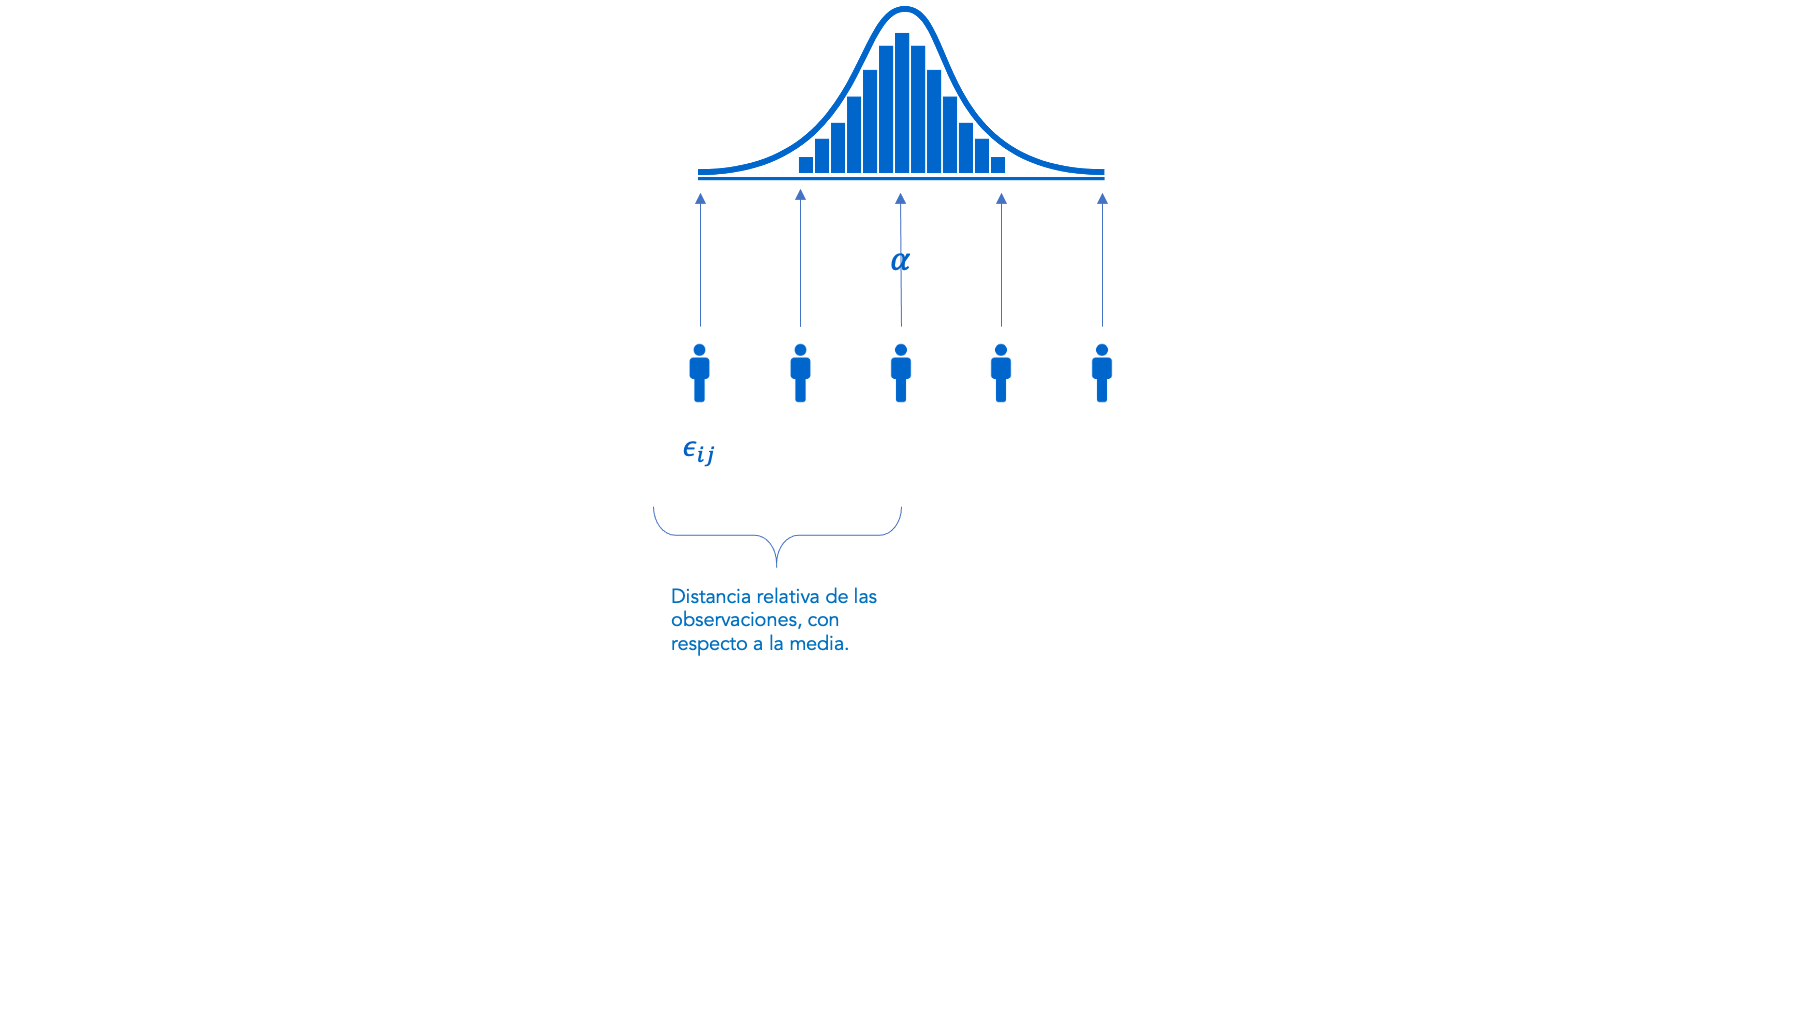 α
ϵij
Distancia relativa de las
observaciones, con
respecto a la media.